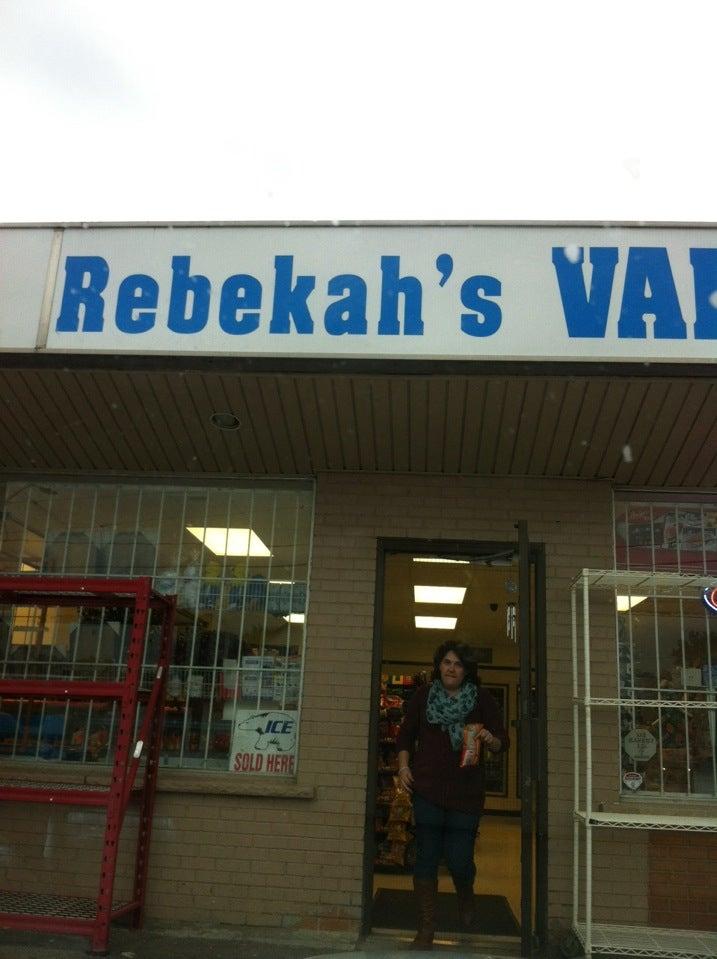 Rebekah's VA
ICE
SOLD HERE